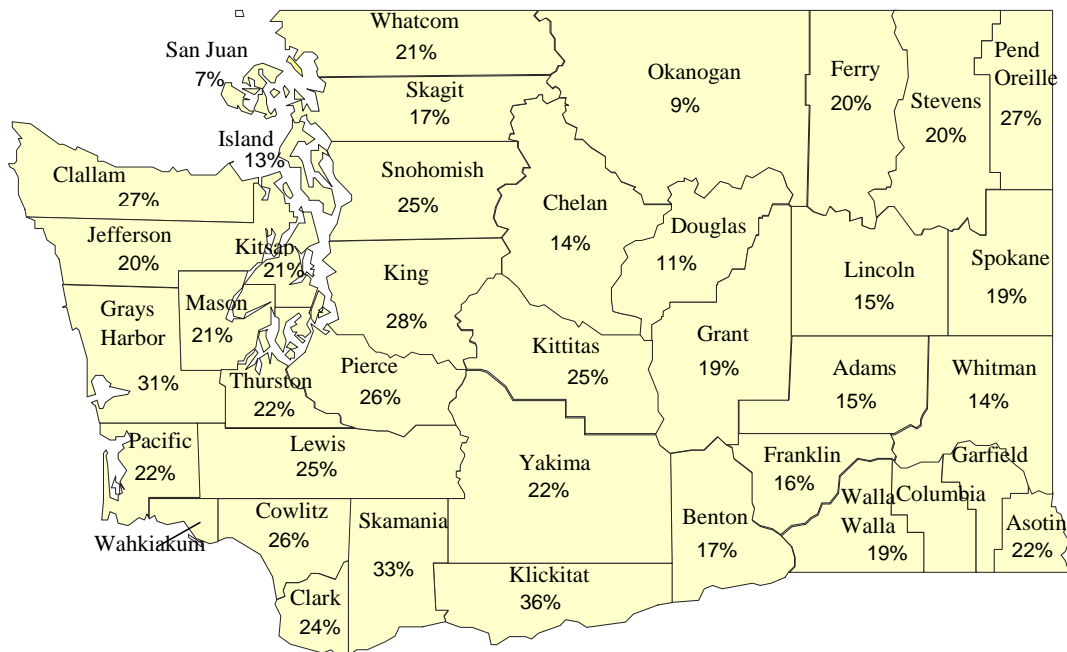 Whatcom
21%
San Juan
7%
Skagit
17%
Island
13%
Okanogan
9%
Ferry
20%
Stevens
20%
Pend
Oreille
27%
Clallam
27%
Snohomish
25%
Chelan
14%
Douglas
11%
Jefferson
20%
Kitsap
21%
King
28%
Lincoln
15%
Spokane
19%
Grays
Harbor
31%
Mason
21%
Kittitas
25%
Grant
19%
Adams
15%
Whitman
14%
Thurston
22%
Pierce
26%
Pacific
22%
Lewis
25%
Yakima
22%
Franklin
16%
Garfield
Wahkiakum
Cowlitz
26%
Skamania
33%
Benton
17%
Walla
Walla
19%
Columbia
Asotin
22%
Clark
24%
Klickitat
36%